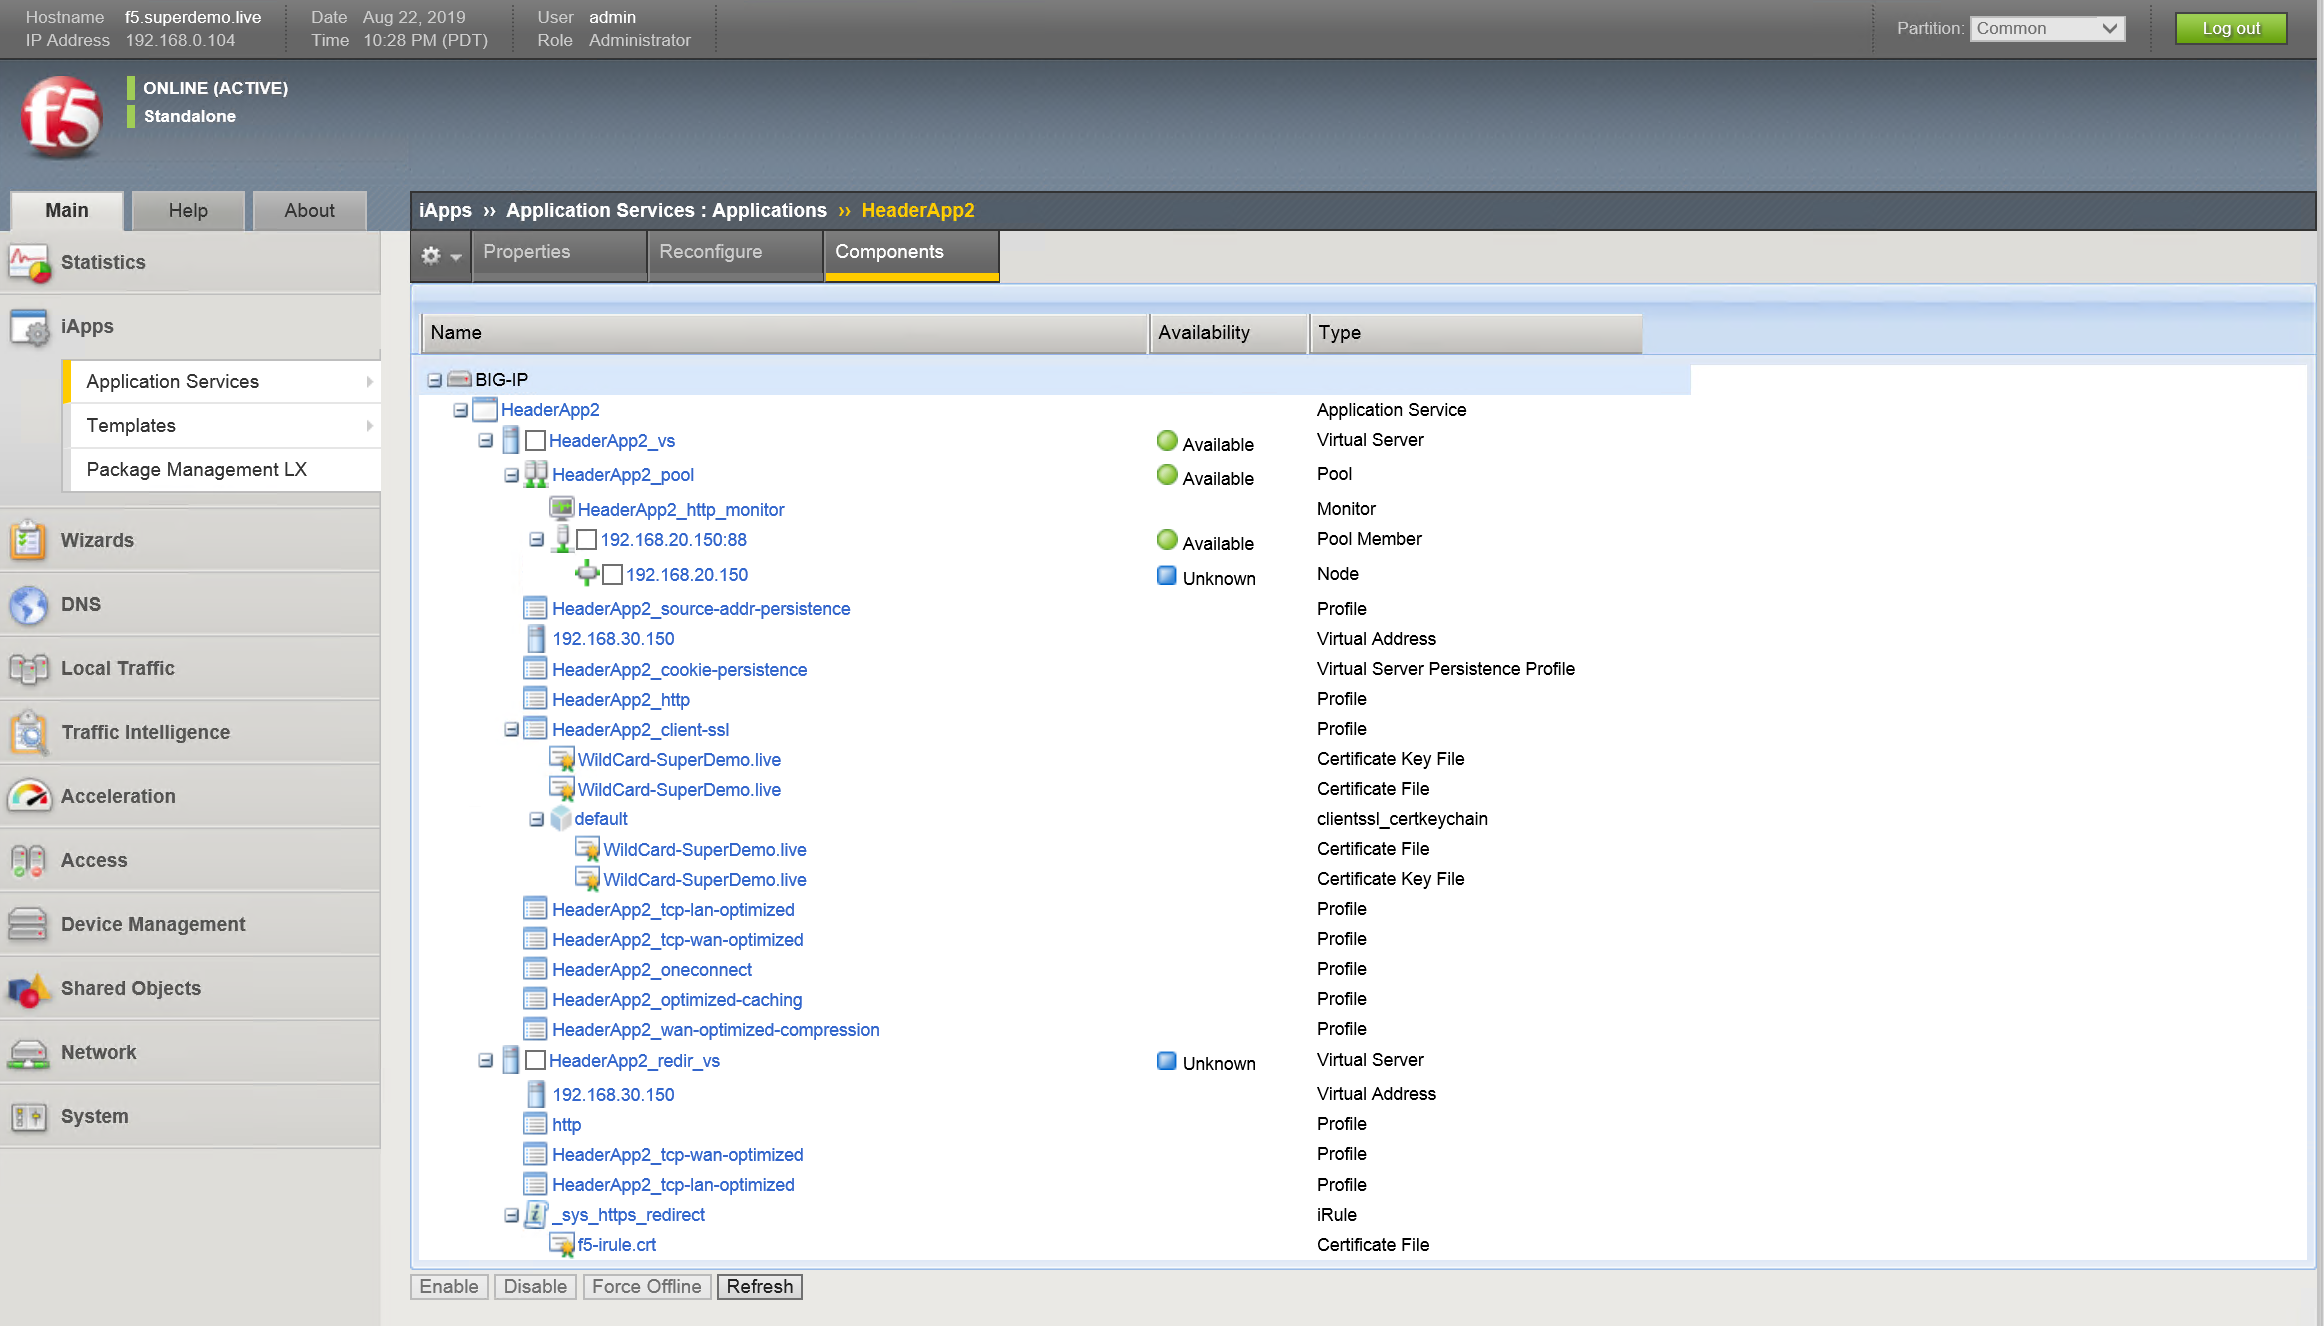 Hostname f5.superdemo.live Date Aug 22, 2019 User admin
IP Address 192.168.0.104 Time 10:28 PM (PDT) Role Administrator
Partition: Common Log out
f5
ONLINE (ACTIVE)
Standalone
Main Help About
iApps ›› Application Services : Applications ›› HeaderApp2
Properties Reconfigure Components
Statistics
iApps
Application Services
Templates
Package Management LX
Wizards
DNS
Local Traffic
Traffic Intelligence
Acceleration
Access
Device Management
Shared Objects
Network
System
Name Availability Type
BIG-IP
HeaderApp2 Application Service
HeaderApp2_vs Available Virtual Server
HeaderApp2_pool Available Pool
HeaderApp2_http_monitor Monitor
192.168.20.150:88 Available Pool Member
192.168.20.150 Unknown Node
HeaderApp2_source-addr-persistence Profile
192.168.30.150 Virtual Address
HeaderApp2_cookie-persistence Virtual Server Persistence Profile
HeaderApp2_http Profile
HeaderApp2_client-ssl Profile
WildCard-SuperDemo.live Certificate Key File
WildCard-SuperDemo.live Certificate File
default clientssl_certkeychain
WildCard-SuperDemo.live Certificate File
WildCard-SuperDemo.live Certificate Key File
HeaderApp2_tcp-lan-optimized Profile
HeaderApp2_tcp-wan-optimized Profile
HeaderApp2_oneconnect Profile
HeaderApp2_optimized-caching Profile
HeaderApp2_wan-optimized-compression Profile
HeaderApp2_redir_vs Unknown Virtual Server
192.168.30.150 Virtual Address
http Profile
HeaderApp2_tcp-wan-optimized Profile
HeaderApp2_tcp-lan-optimized Profile
_sys_https_redirect iRule
f5-irule.crt Certificate File
Enable Disable Force Offline Refresh